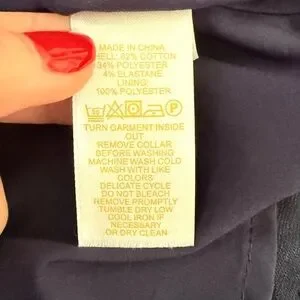 MADE IN CHINA
SHELL: 62% COTTON
34% POLYESTER
4% ELASTANE
LINING:
100% POLYESTER
TURN GARMENT INSIDE
OUT
REMOVE COLLAR
BEFORE WASHING
MACHINE WASH COLD
WASH WITH LIKE
COLORS
DELICATE CYCLE
DO NOT BLEACH
REMOVE PROMPTLY
TUMBLE DRY LOW
COOL IRON IF
NECESSARY
OR DRY CLEAN